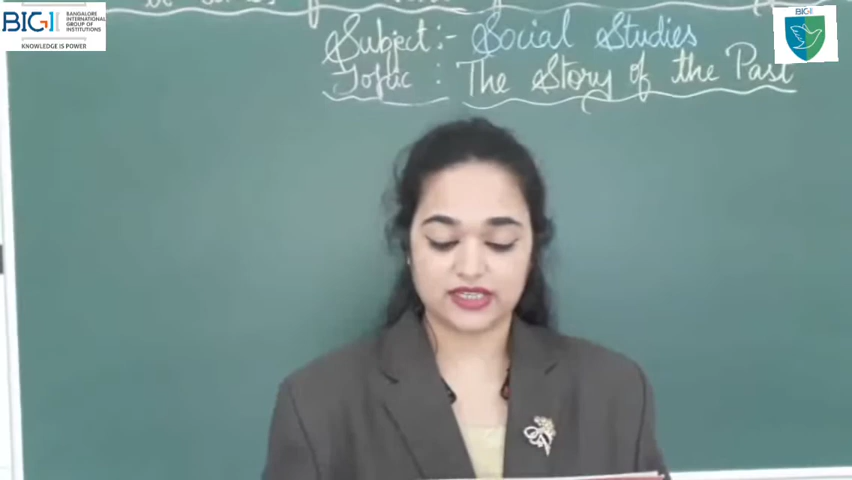 BIGI
BANGALORE
INTERNATIONAL
GROUP OF
INSTITUTIONS
KNOWLEDGE IS POWER
BIGI
Subject:- Social Studies
Topic : The Story of the Past